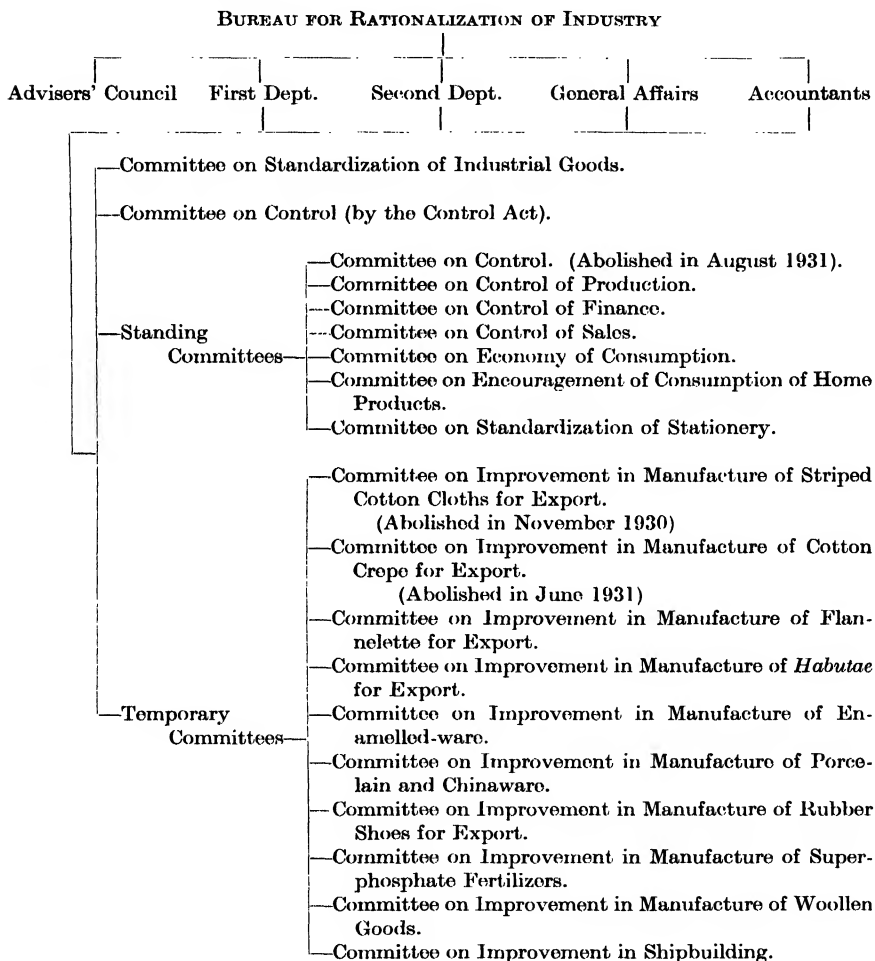 BUREAU FOR RATIONALIZATION OF INDUSTRY
Advisers' Council First Dept. Second Dept. General Affairs Accountants
—Committee on Standardization of Industrial Goods.
—Committee on Control (by the Control Act).
—Committee on Control. (Abolished in August 1931).
—Committee on Control of Production.
—Committee on Control of Finance.
—Standing
—Committee on Control of Sales.
Committees—
—Committee on Economy of Consumption.
—Committee on Encouragement of Consumption of Home
Products.
—Committee on Standardization of Stationery.
—Committee on Improvement in Manufacture of Striped
Cotton Cloths for Export.
(Abolished in November 1930)
—Committee on Improvement in Manufacture of Cotton
Crepe for Export.
(Abolished in June 1931)
—Committee on Improvement in Manufacture of Flan-
nelette for Export.
—Committee on Improvement in Manufacture of Habutae
for Export.
—Temporary
—Committee on Improvement in Manufacture of En-
Committees—
amelled-ware.
—Committee on Improvement in Manufacture of Porce-
lain and Chinaware.
—Committee on Improvement in Manufacture of Rubber
Shoes for Export.
—Committee on Improvement in Manufacture of Super-
phosphate Fertilizers.
—Committee on Improvement in Manufacture of Woollen
Goods.
—Committee on Improvement in Shipbuilding.